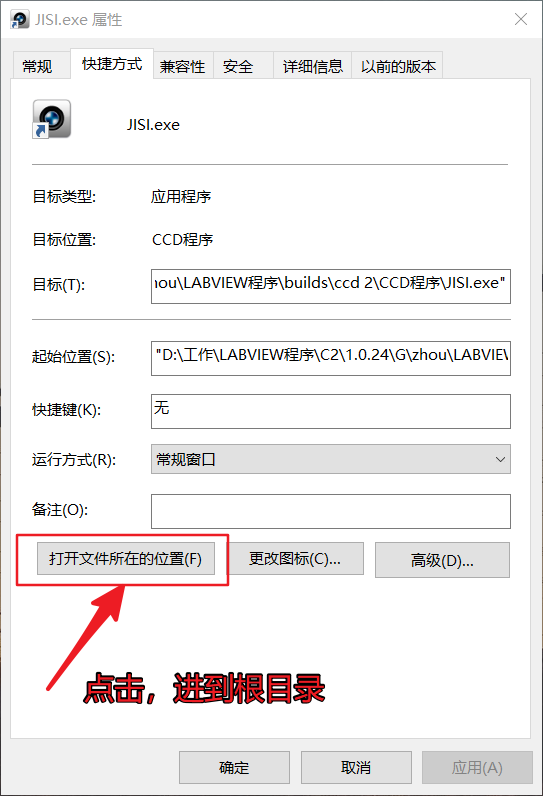 JISI.exe 属性
常规 快捷方式 兼容性 安全 详细信息 以前的版本
JISI.exe
目标类型: 应用程序
目标位置: CCD程序
目标(T): hou\LABVIEW程序\builds\ccd 2\CCD程序\JISI.exe"
起始位置(S): "D:\工作\LABVIEW程序\C2\1.0.24\G\zhou\LABVIEW
快捷键(K): 无
运行方式(R): 常规窗口
备注(O):
打开文件所在的位置(F) 更改图标(C)... 高级(D)...
点击，进到根目录
确定 取消 应用(A)